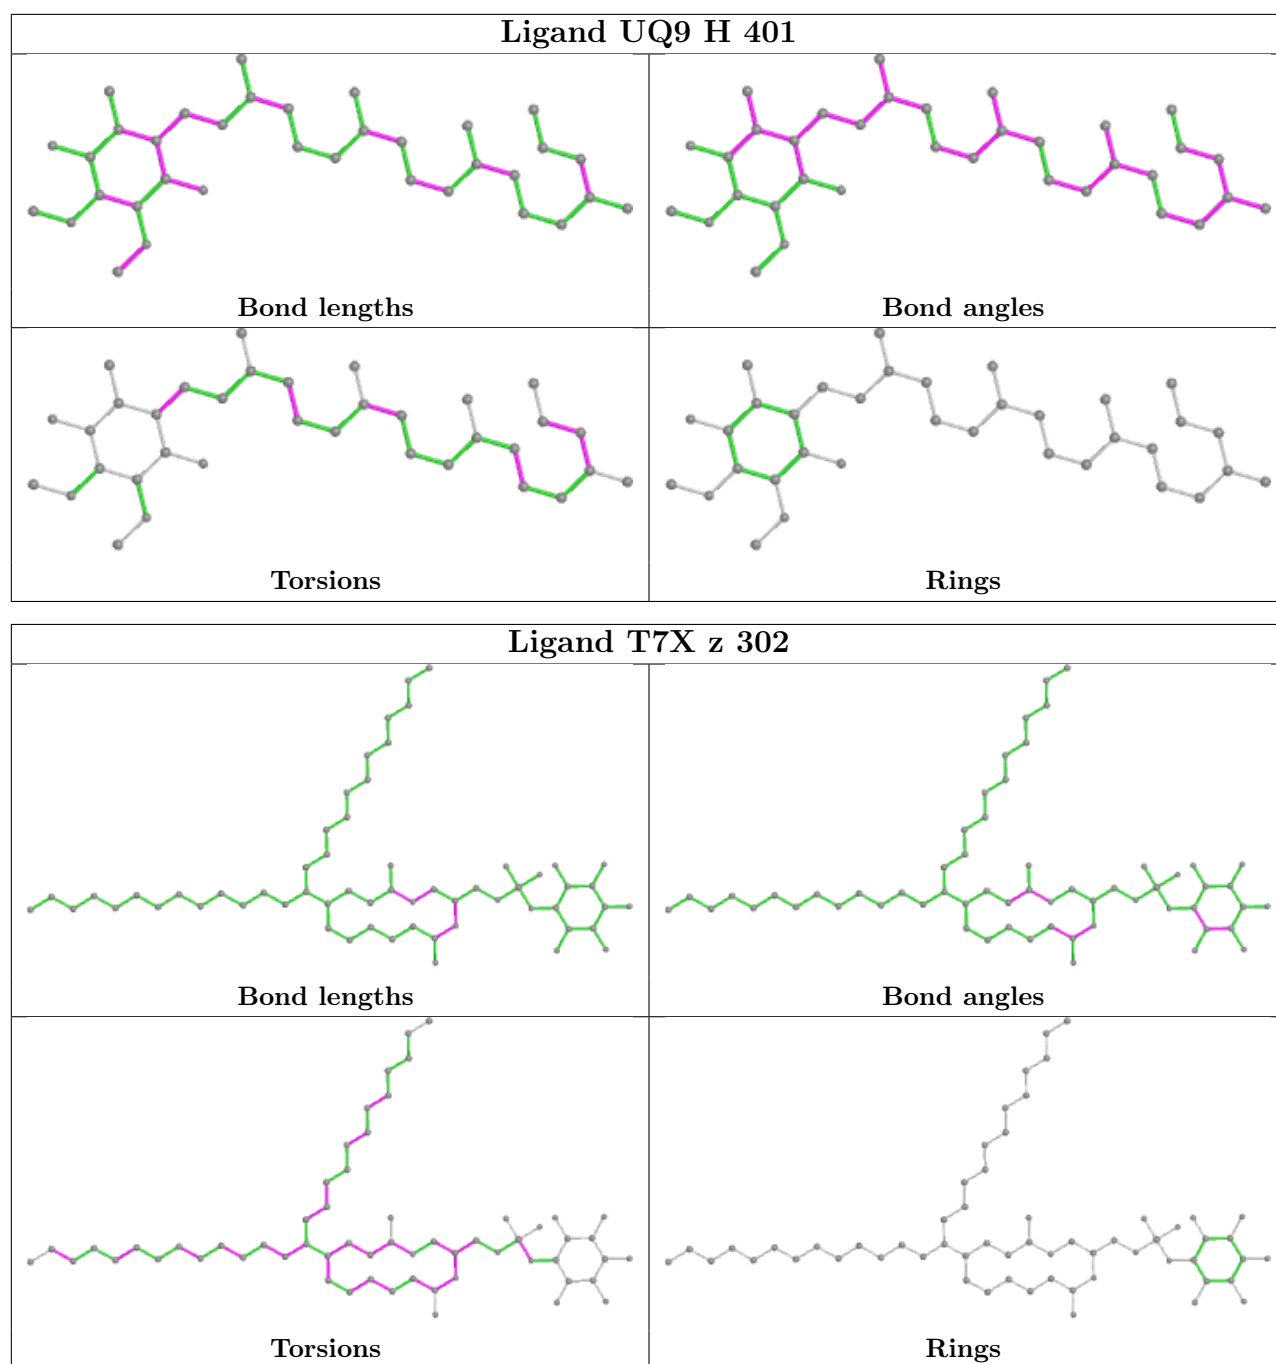 Ligand UQ9 H 401
Bond lengths
Bond angles
Torsions
Rings
Ligand T7X z 302
Bond lengths
Bond angles
Torsions
Rings